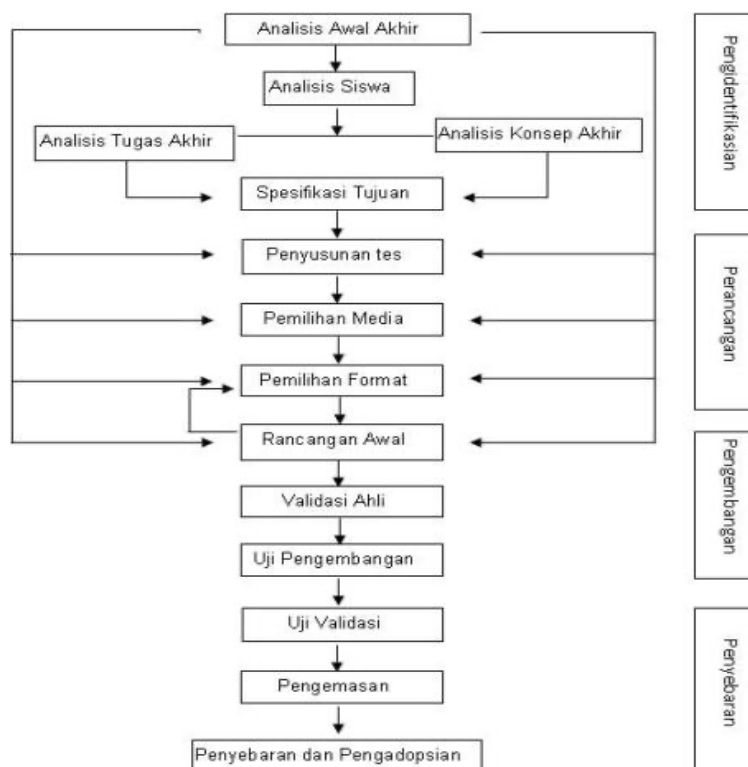 Analisis Awal Akhir
Analisis Siswa
Analisis Tugas Akhir
Analisis Konsep Akhir
Spesifikasi Tujuan
Penyusunan tes
Pemilihan Media
Pemilihan Format
Rancangan Awal
Validasi Ahli
Uji Pengembangan
Uji Validasi
Pengemasan
Penyebaran dan Pengadopsian
Pengidentifikasian
Perancangan
Pengembangan
Penyebaran